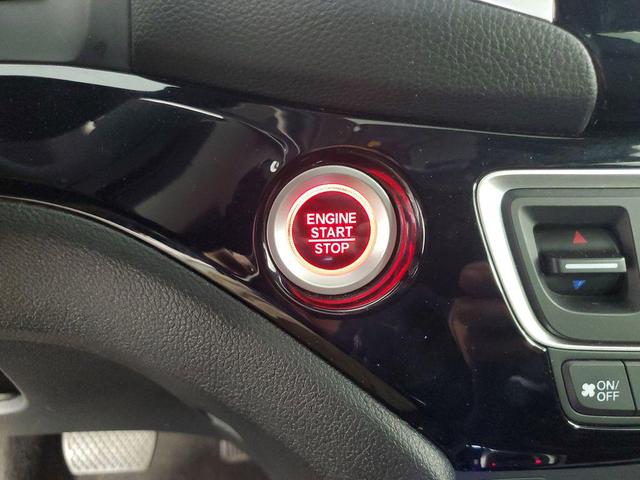 ENGINE
START
STOP
ON/
OFF